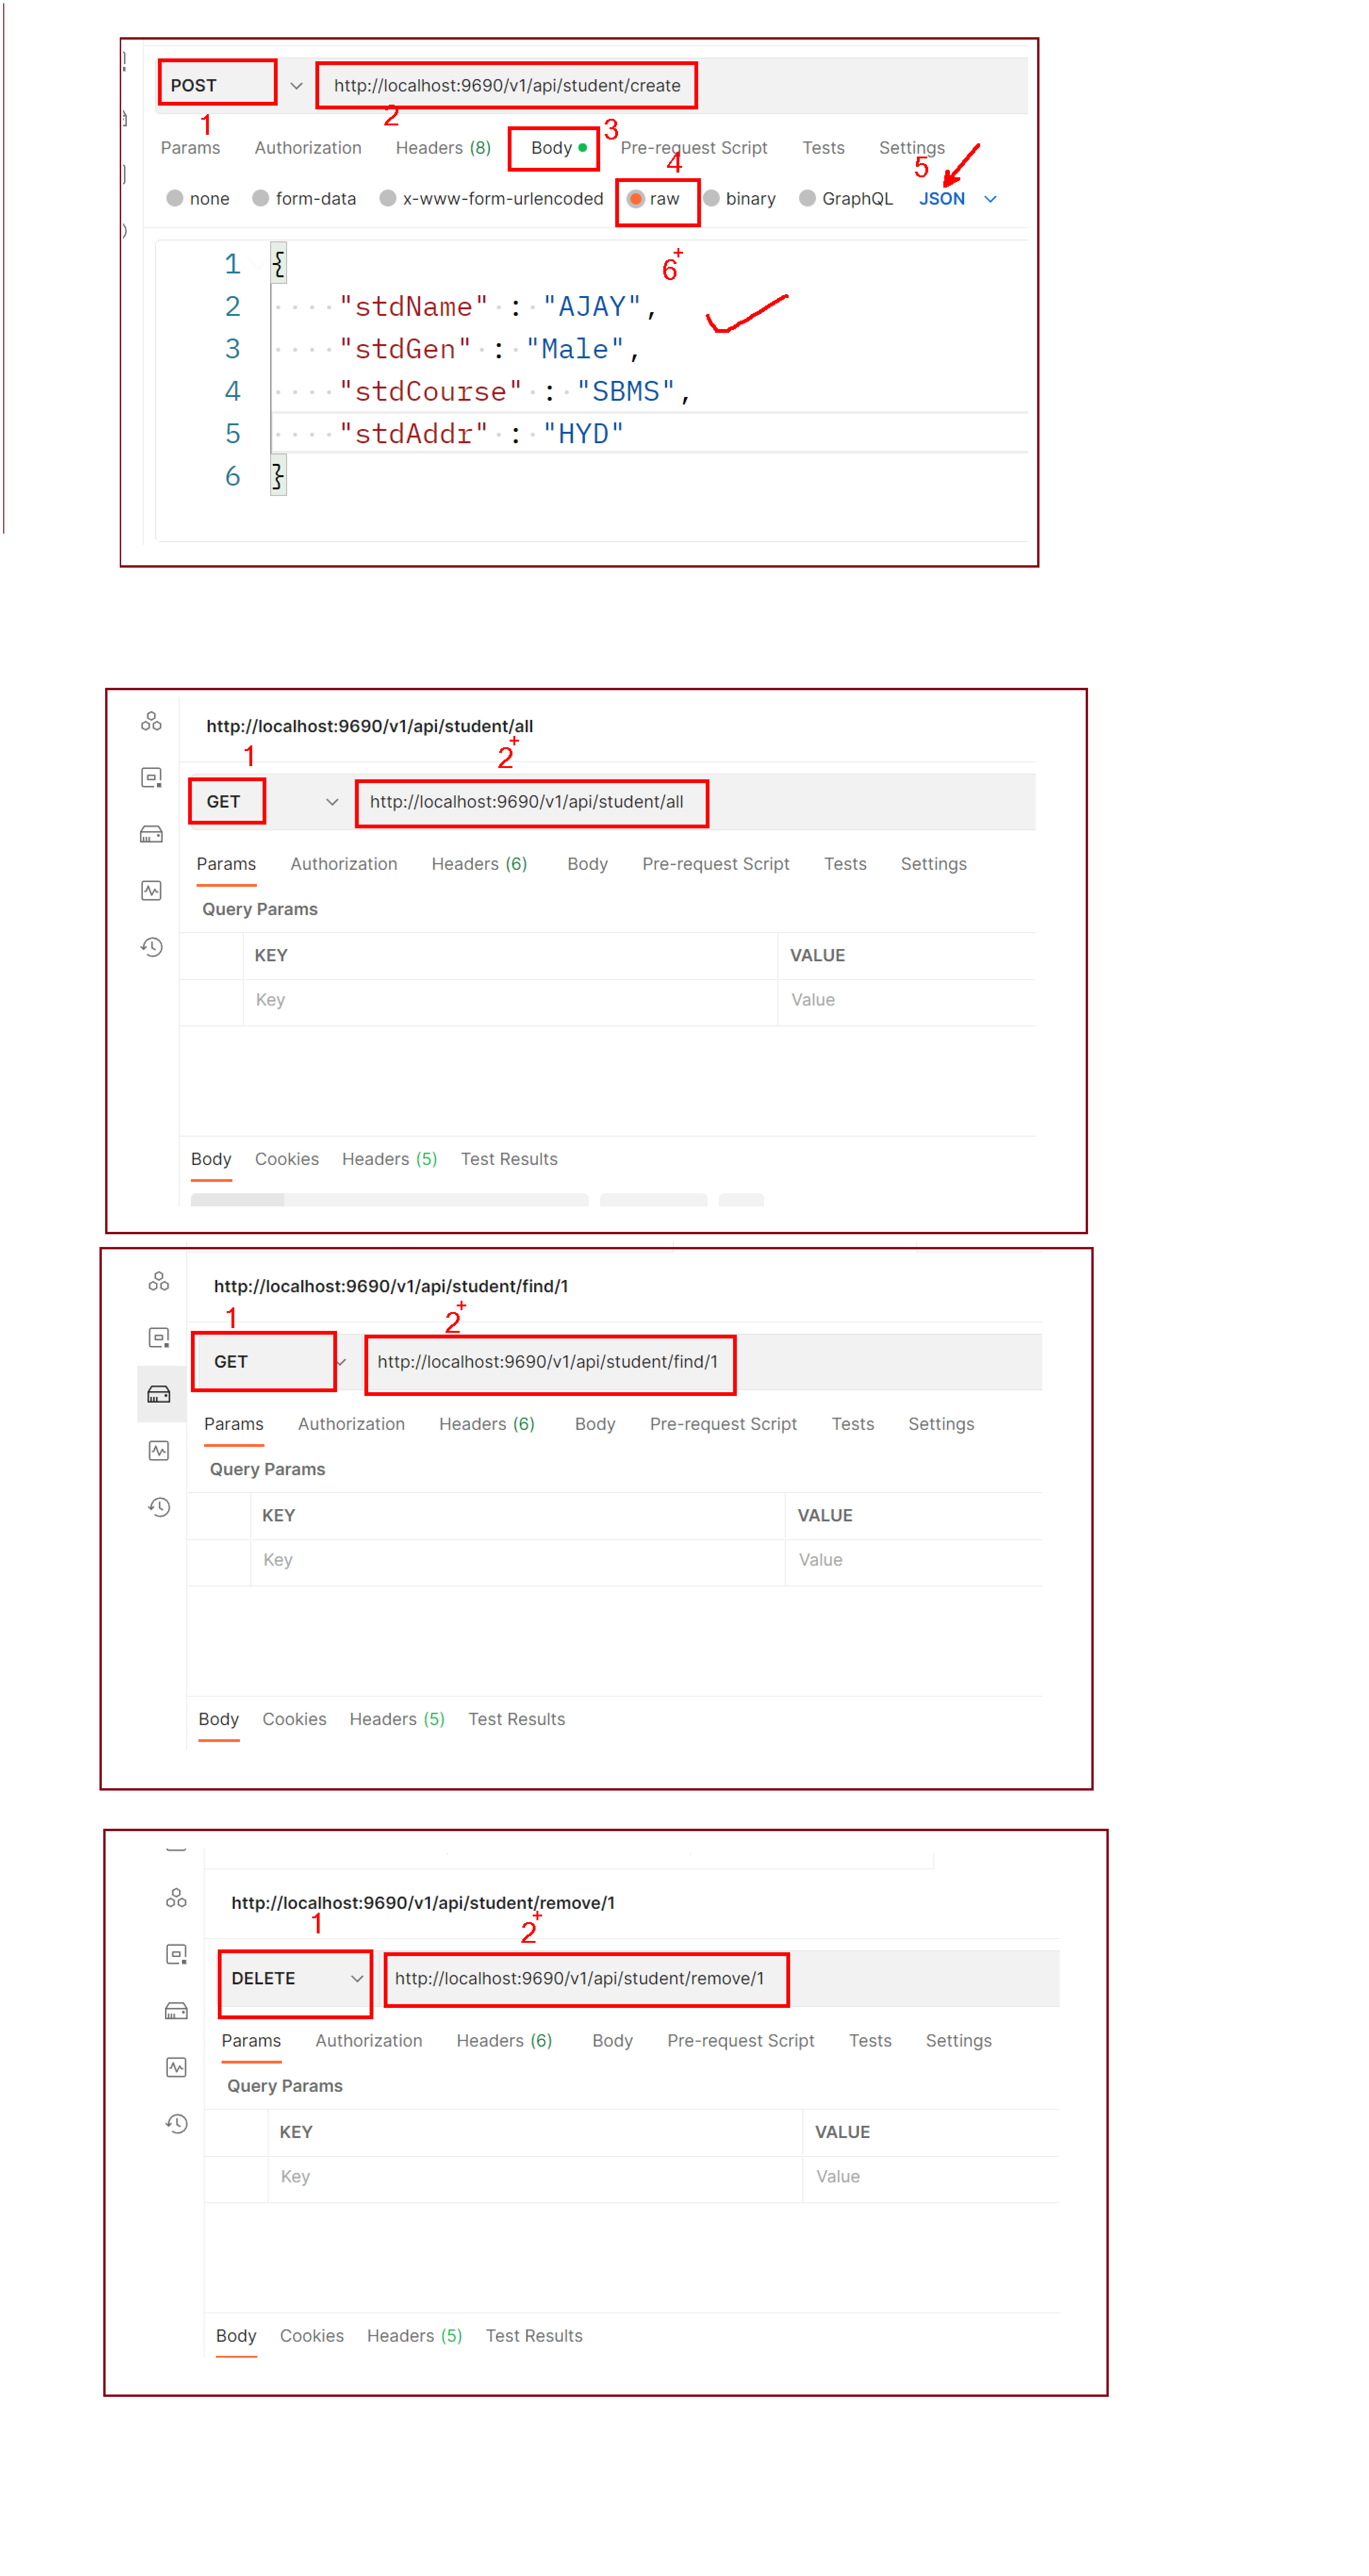 POST http://localhost:9690/v1/api/student/create
1 2
Params Authorization Headers (8) Body Pre-request Script Tests Settings
3 4 5
none form-data x-www-form-urlencoded raw binary GraphQL JSON
6
1 {
2 "stdName" : "AJAY",
3 "stdGen" : "Male",
4 "stdCourse" : "SBMS",
5 "stdAddr" : "HYD"
6 }
http://localhost:9690/v1/api/student/all
1 2
GET http://localhost:9690/v1/api/student/all
Params Authorization Headers (6) Body Pre-request Script Tests Settings
Query Params
KEY VALUE
Key Value
Body Cookies Headers (5) Test Results
http://localhost:9690/v1/api/student/find/1
1 2
GET http://localhost:9690/v1/api/student/find/1
Params Authorization Headers (6) Body Pre-request Script Tests Settings
Query Params
KEY VALUE
Key Value
Body Cookies Headers (5) Test Results
http://localhost:9690/v1/api/student/remove/1
1 2
DELETE http://localhost:9690/v1/api/student/remove/1
Params Authorization Headers (6) Body Pre-request Script Tests Settings
Query Params
KEY VALUE
Key Value
Body Cookies Headers (5) Test Results